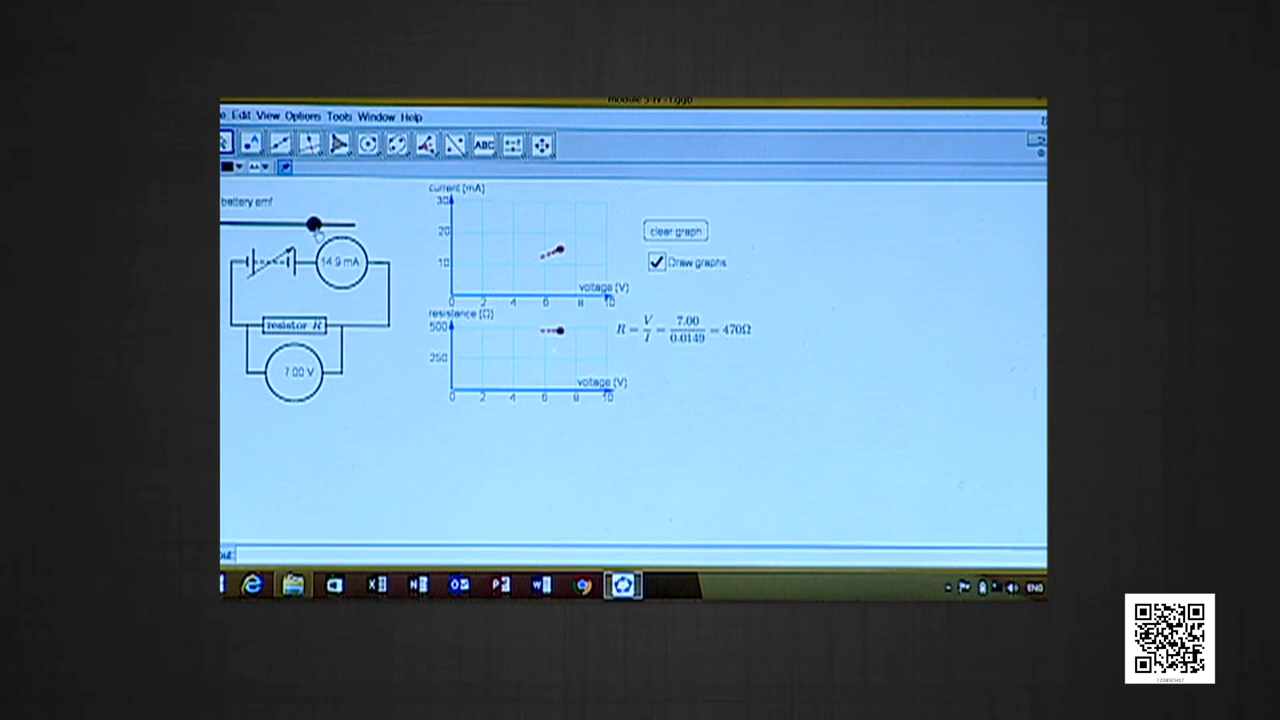 Edit View Options Tools Window Help
ABC
battery emf
14.9 mA
resistor R
7.00 V
current [mA]
30
20
10
0 2 4 6 8 10
voltage [V]
resistance [Ω]
500
250
0 2 4 6 8 10
voltage [V]
clear graph
Draw graphs
R = V/I = 7.00/0.0149 = 470Ω
ENG